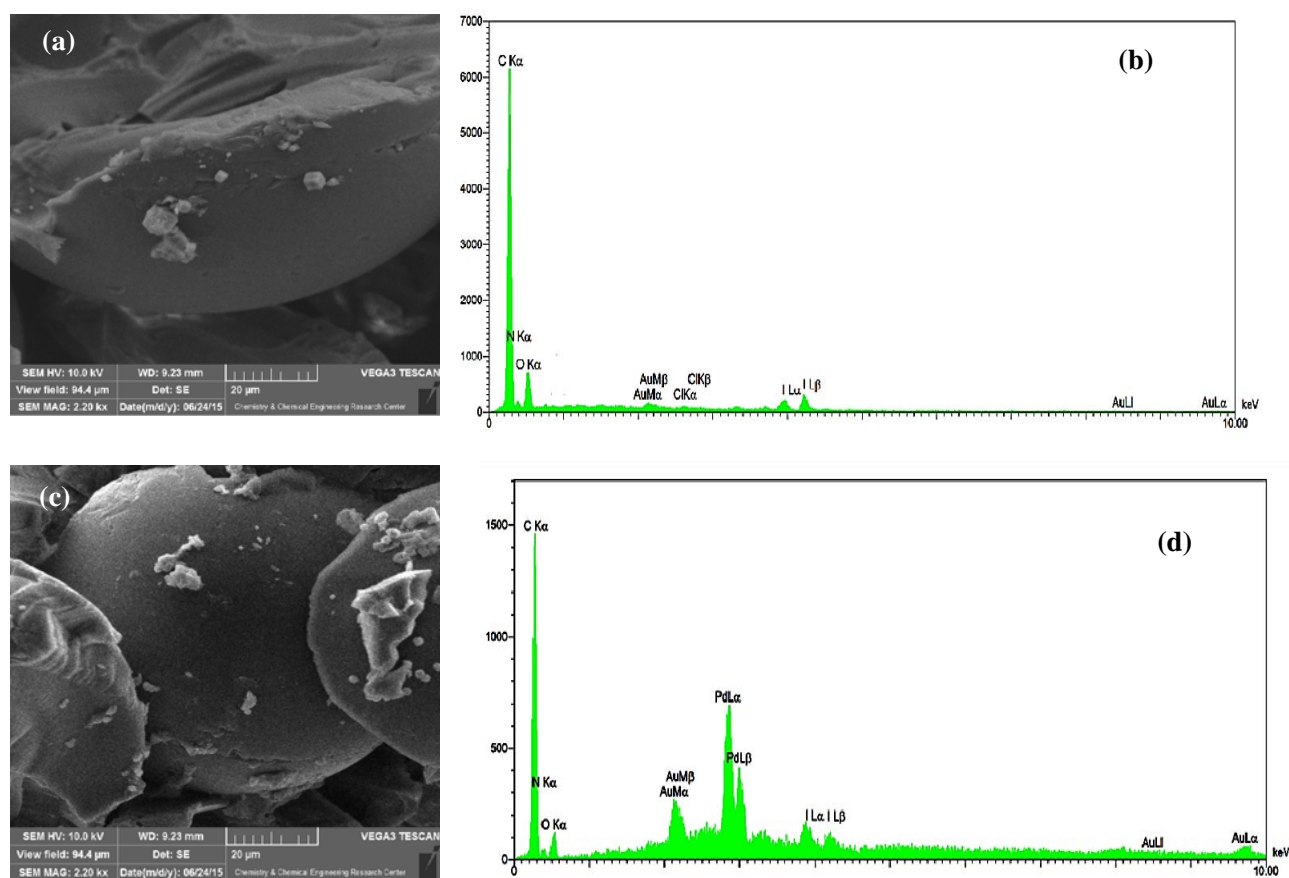 (a)
SEM HV: 10.0 kV WD: 9.23 mm VEGA3 TESCAN
View field: 94.4 µm Det: SE 20 µm
SEM MAG: 2.20 kx Date(m/d/y): 06/24/15 Chemistry & Chemical Engineering Research Center
(b)
7000
6000
5000
4000
3000
2000
1000
0
C Kα
N Kα
O Kα
AuMβ
AuMα
ClKβ
ClKα
I Lα
I Lβ
AuLl
AuLα
0
10.00
keV
(c)
SEM HV: 10.0 kV WD: 9.23 mm VEGA3 TESCAN
View field: 94.4 µm Det: SE 20 µm
SEM MAG: 2.20 kx Date(m/d/y): 06/24/15 Chemistry & Chemical Engineering Research Center
(d)
1500
1000
500
0
C Kα
N Kα
O Kα
AuMβ
AuMα
PdLα
PdLβ
I Lα I Lβ
AuLl
AuLα
0
10.00
keV